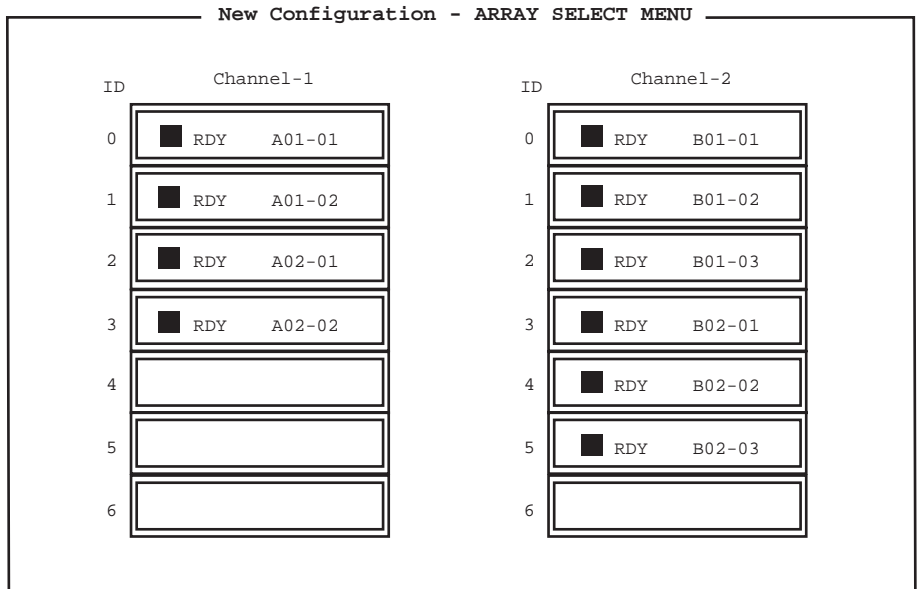 New Configuration - ARRAY SELECT MENU
ID Channel-1
0 RDY A01-01
1 RDY A01-02
2 RDY A02-01
3 RDY A02-02
4
5
6
ID Channel-2
0 RDY B01-01
1 RDY B01-02
2 RDY B01-03
3 RDY B02-01
4 RDY B02-02
5 RDY B02-03
6